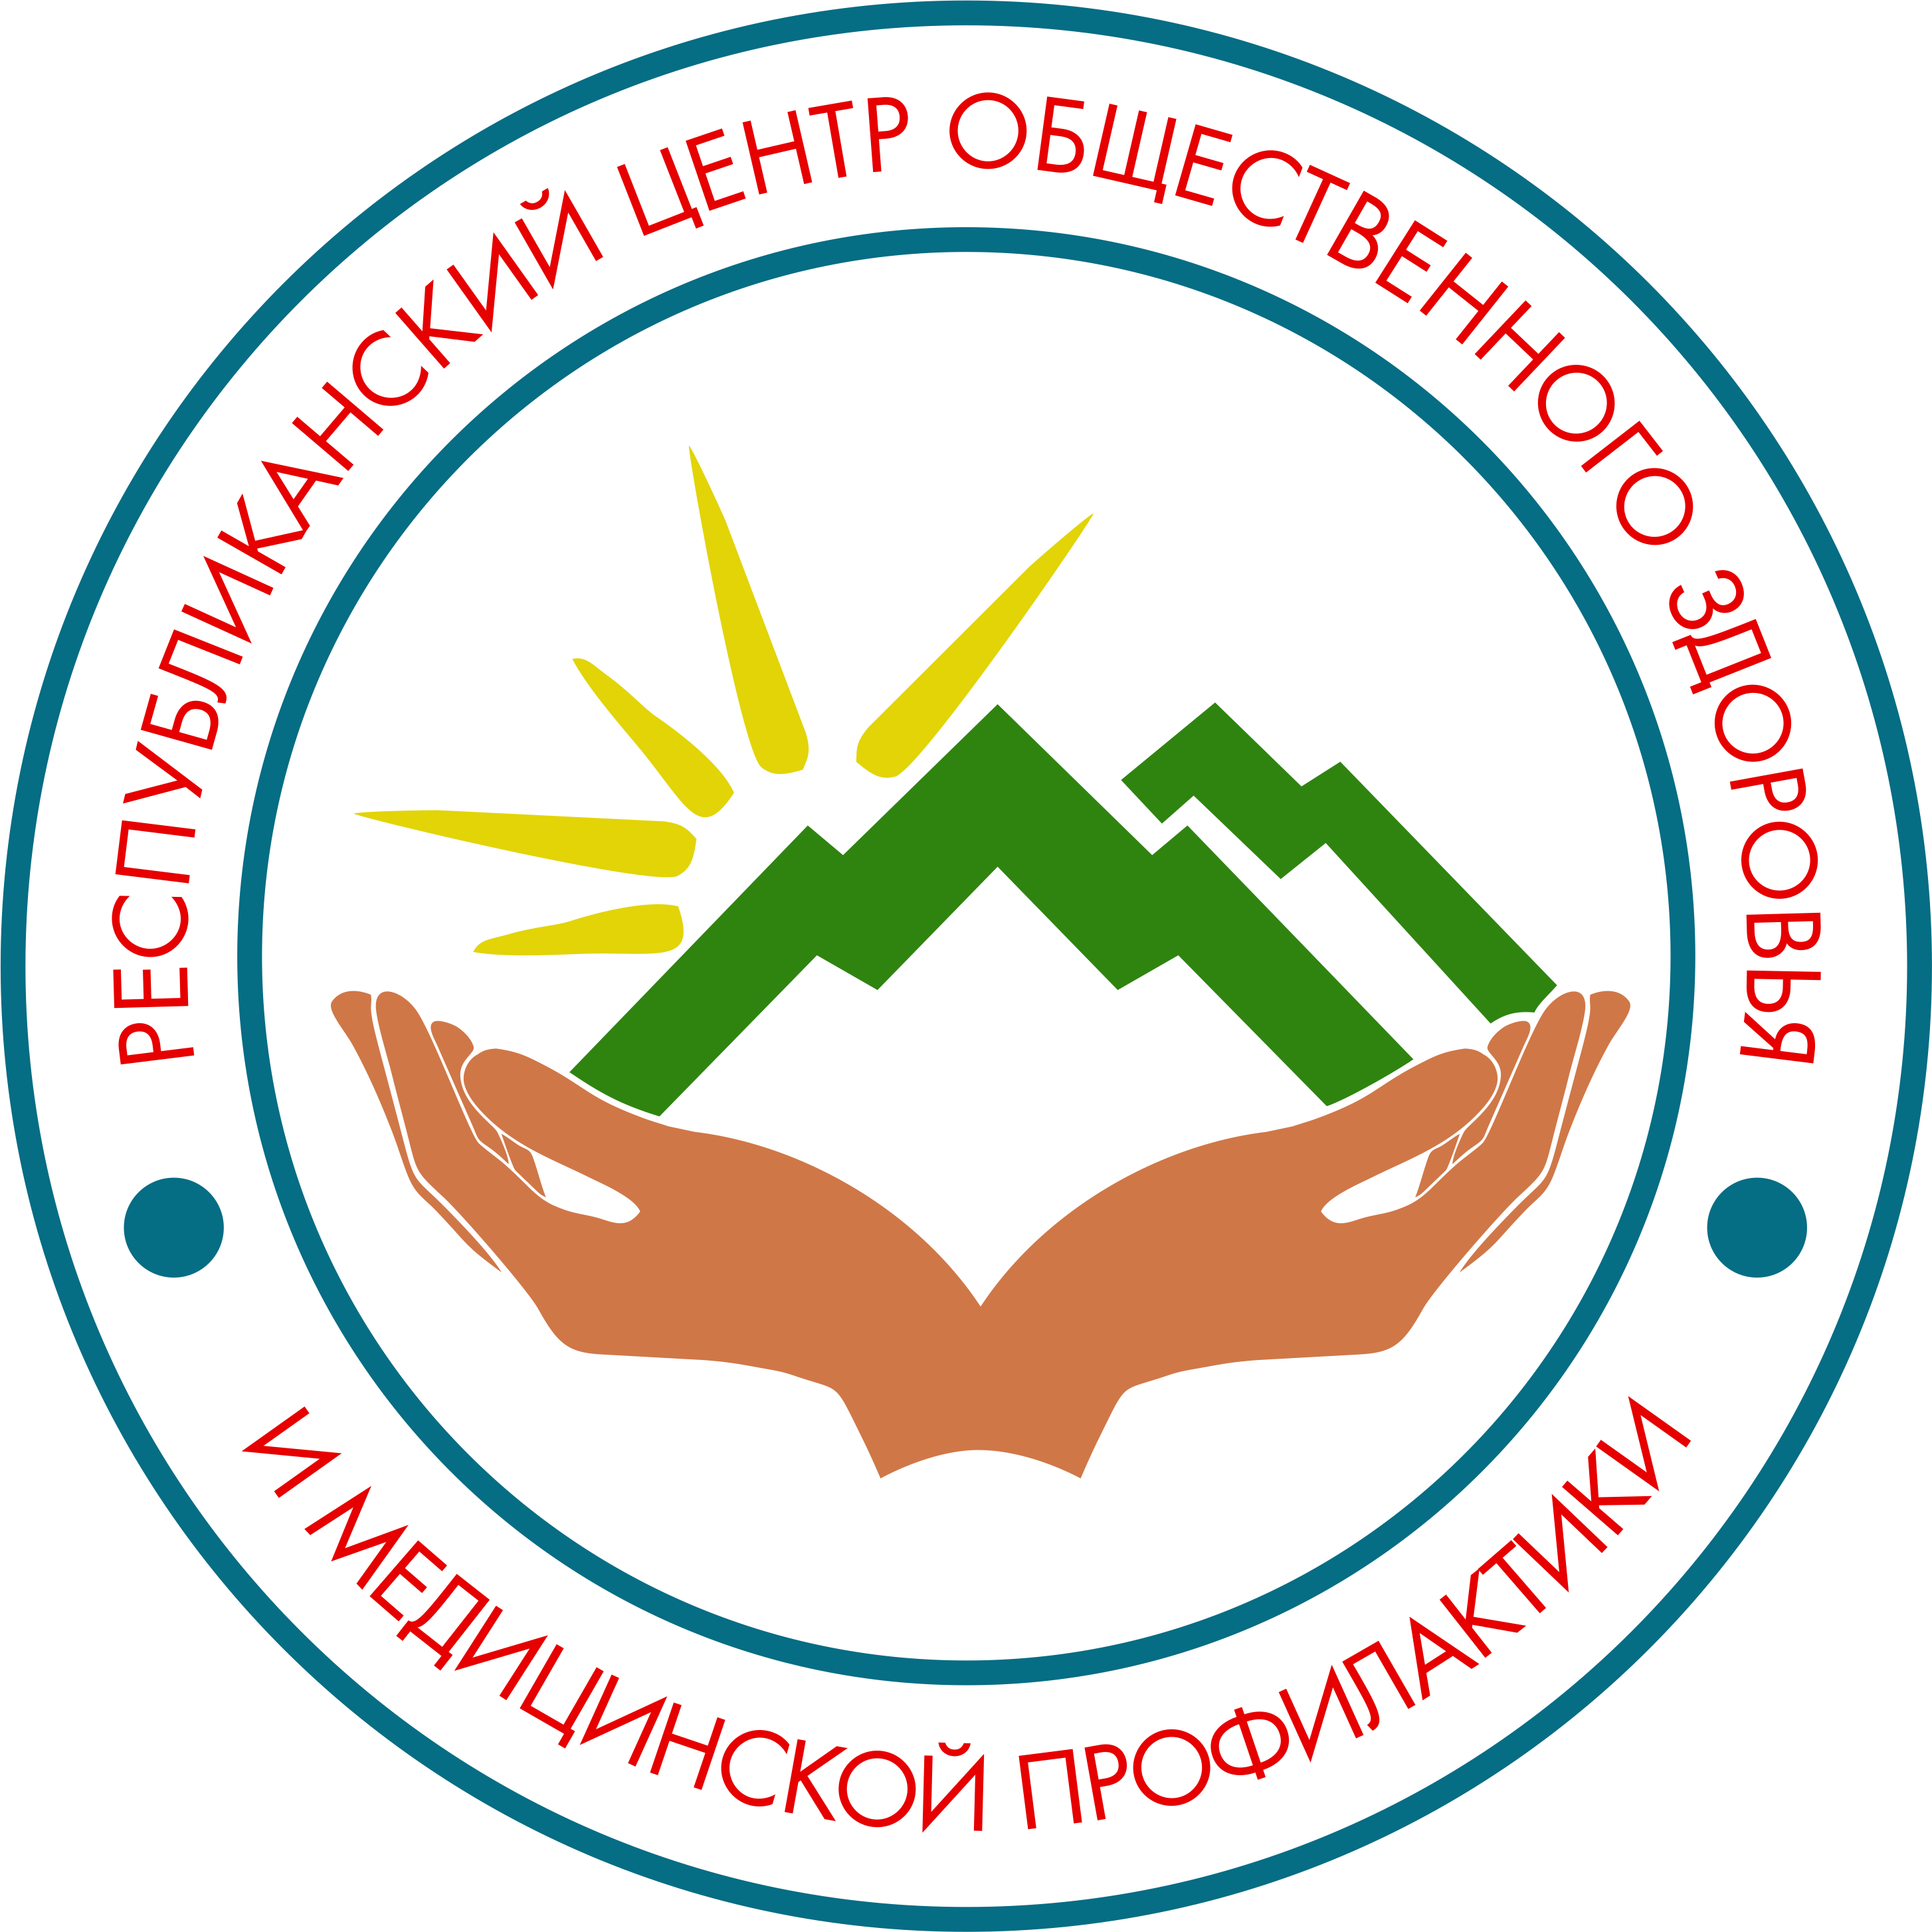 РЕСПУБЛИКАНСКИЙ ЦЕНТР ОБЩЕСТВЕННОГО ЗДОРОВЬЯ
И МЕДИЦИНСКОЙ ПРОФИЛАКТИКИ